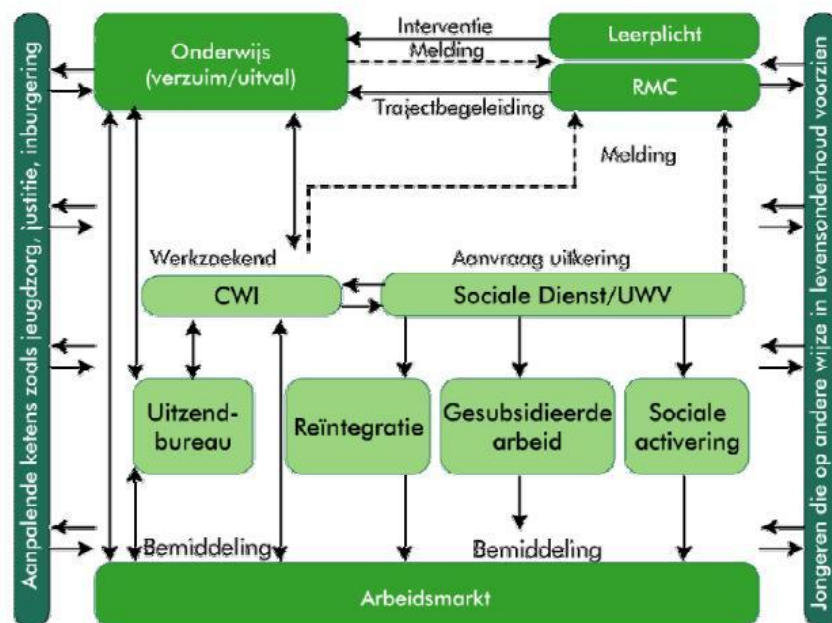 Aanpalende ketens zoals jeugdzorg, justitie, inburgering
Onderwijs
(verzuim/uitval)
Interventie
Melding
Leerplicht
RMC
Trajectbegeleiding
Melding
Werkzoekend
Aanvraag uitkering
CWI
Sociale Dienst/UWV
Uitzend-
bureau
Reïntegratie
Gesubsidieerde
arbeid
Sociale
activering
Bemiddeling
Bemiddeling
Arbeidsmarkt
Jongeren die op andere wijze in levensonderhoud voorzien